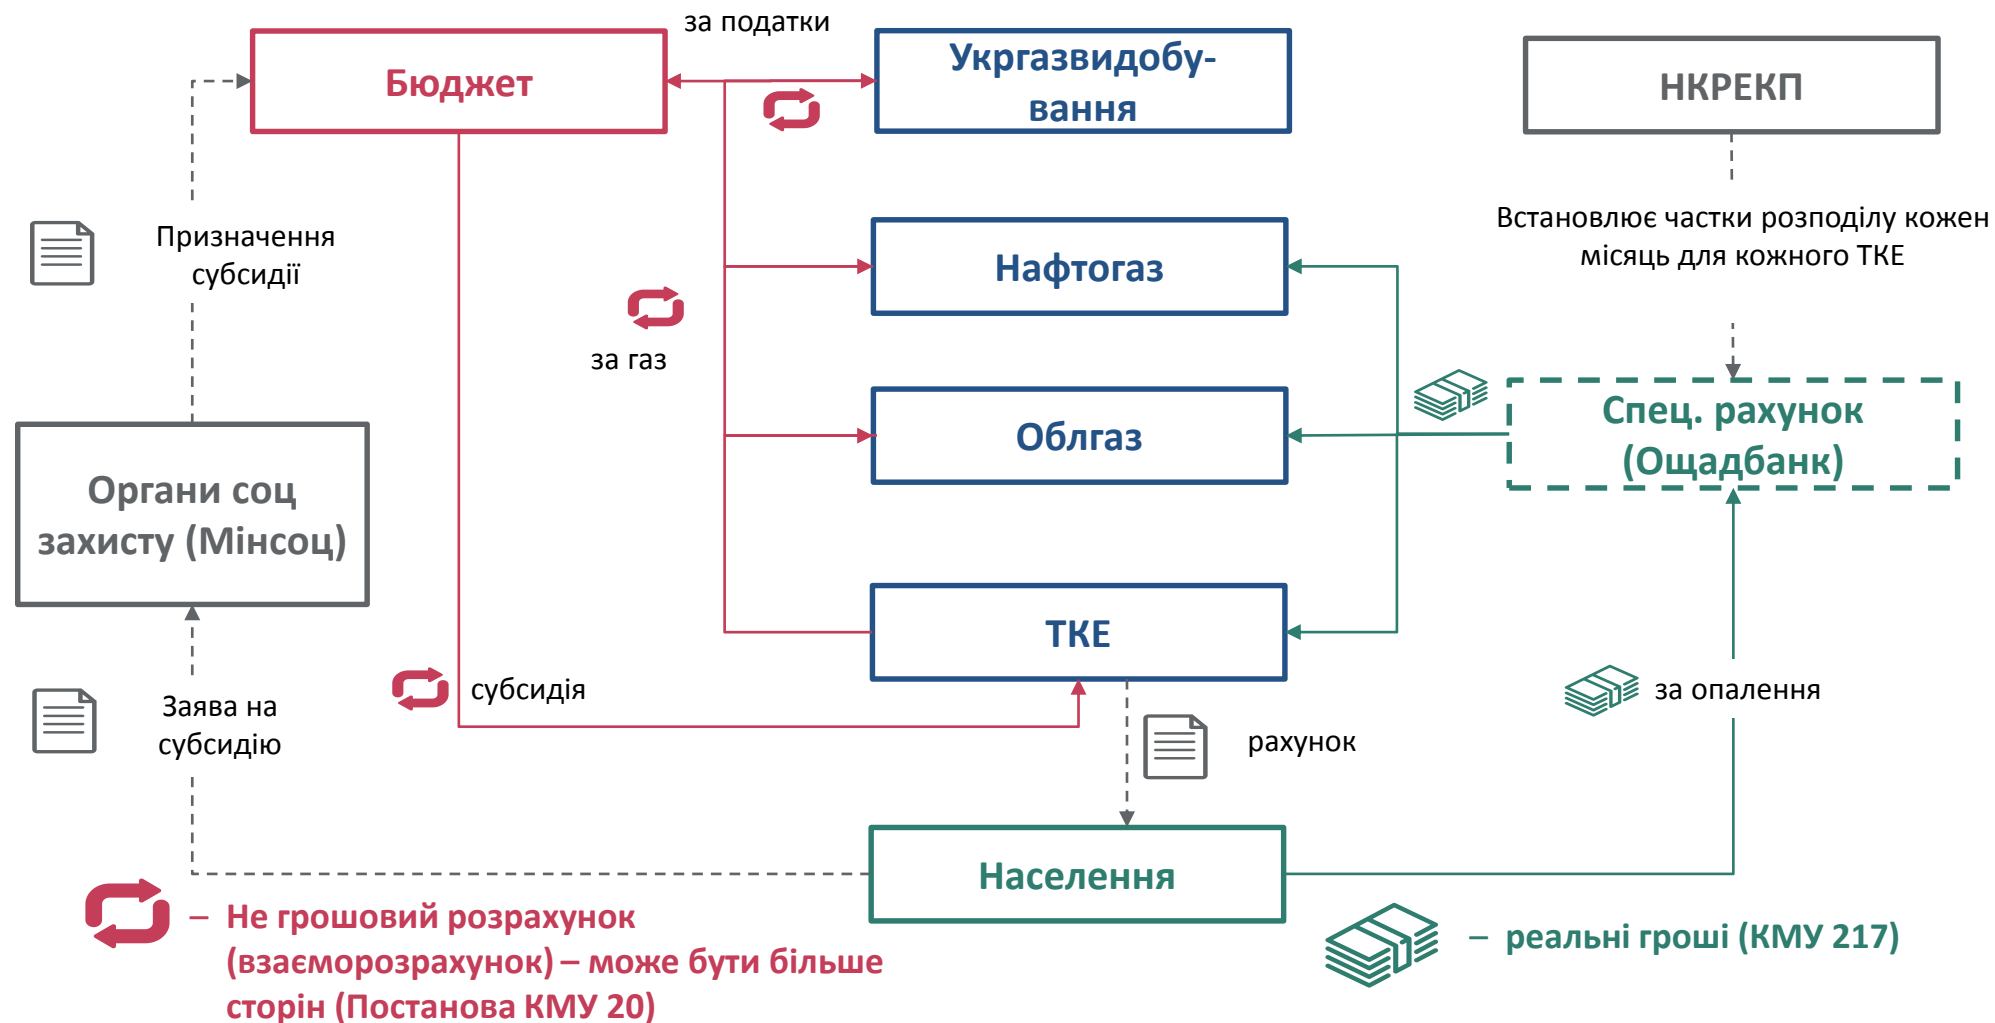 за податки
Бюджет
Укргазвидобу-
вання
НКРЕКП
Призначення
субсидії
Встановлює частки розподілу кожен
місяць для кожного ТКЕ
Нафтогаз
за газ
Облгаз
Спец. рахунок
(Ощадбанк)
Органи соц
захисту (Мінсоц)
ТКЕ
субсидія
за опалення
Заява на
субсидію
рахунок
Населення
– Не грошовий розрахунок
(взаєморозрахунок) – може бути більше
сторін (Постанова КМУ 20)
– реальні гроші (КМУ 217)